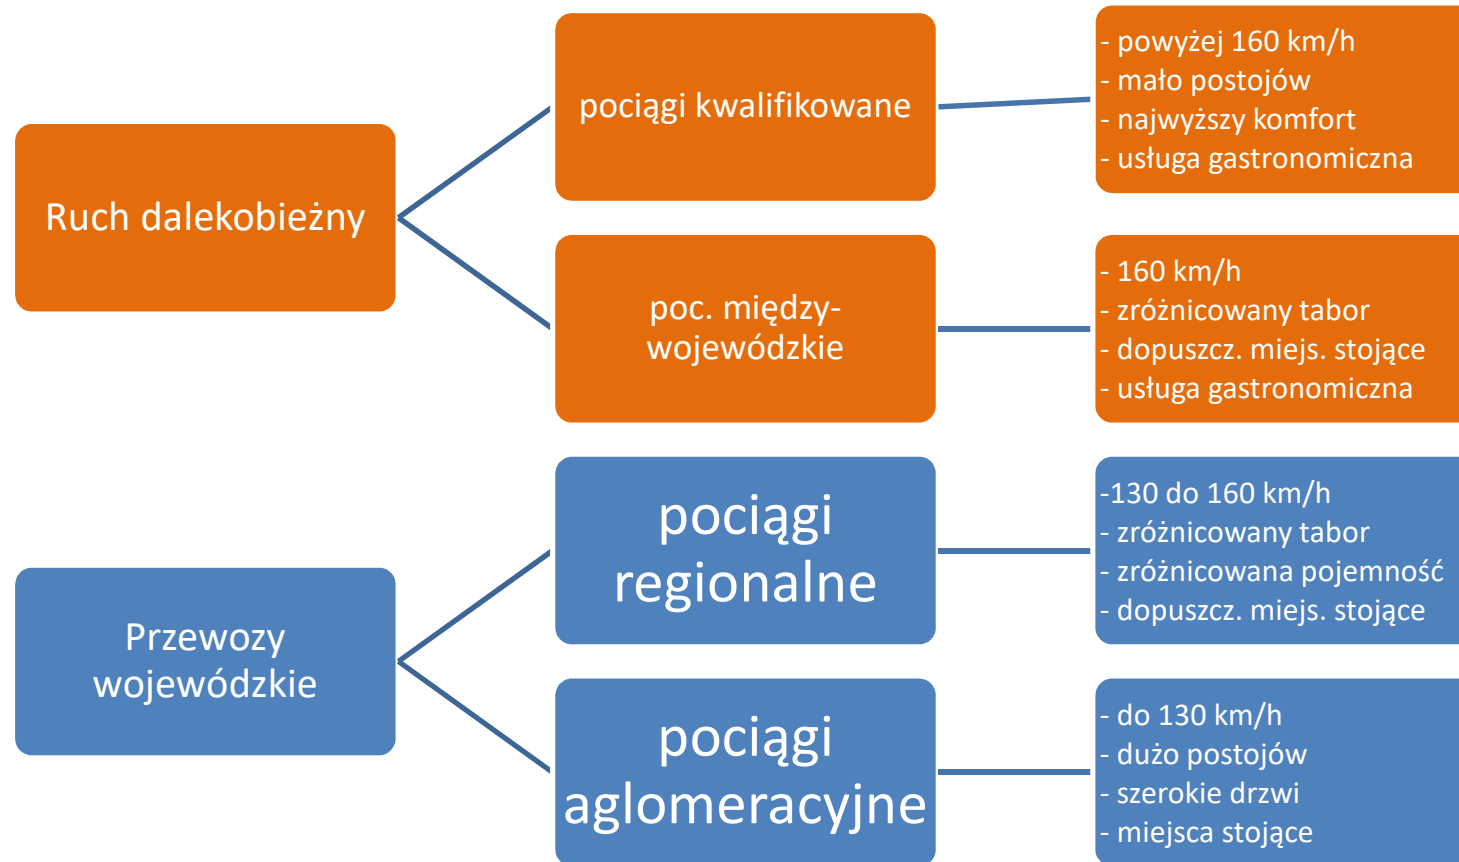 Ruch dalekobieżny
pociągi kwalifikowane
- powyżej 160 km/h
- mało postojów
- najwyższy komfort
- usługa gastronomiczna
poc. między-
wojewódzkie
- 160 km/h
- zróżnicowany tabor
- dopuszcz. miejs. stojące
- usługa gastronomiczna
Przewozy
wojewódzkie
pociągi
regionalne
-130 do 160 km/h
- zróżnicowany tabor
- zróżnicowana pojemność
- dopuszcz. miejs. stojące
pociągi
aglomeracyjne
- do 130 km/h
- dużo postojów
- szerokie drzwi
- miejsca stojące